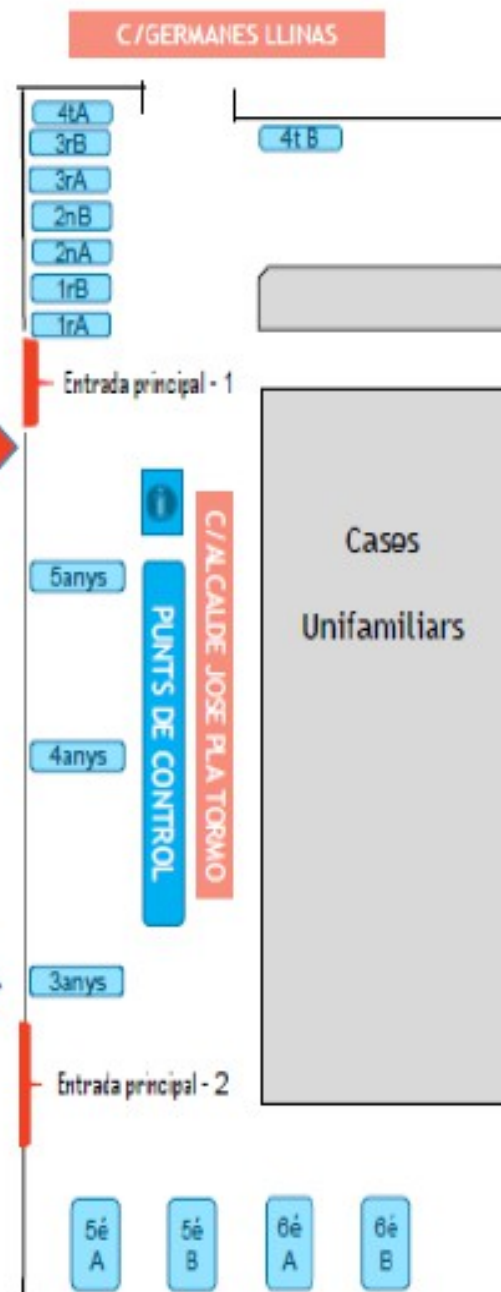 C/GERMANES LLINAS
4tA
3rB
4t B
3rA
2nB
2nA
1rB
1rA
Entrada principal - 1
i
5anys
PUNTS DE CONTROL
C/ALCALDE JOSE PLA TORMO
Cases
Unifamiliars
4anys
3anys
Entrada principal - 2
5é
A
5é
B
6é
A
6é
B